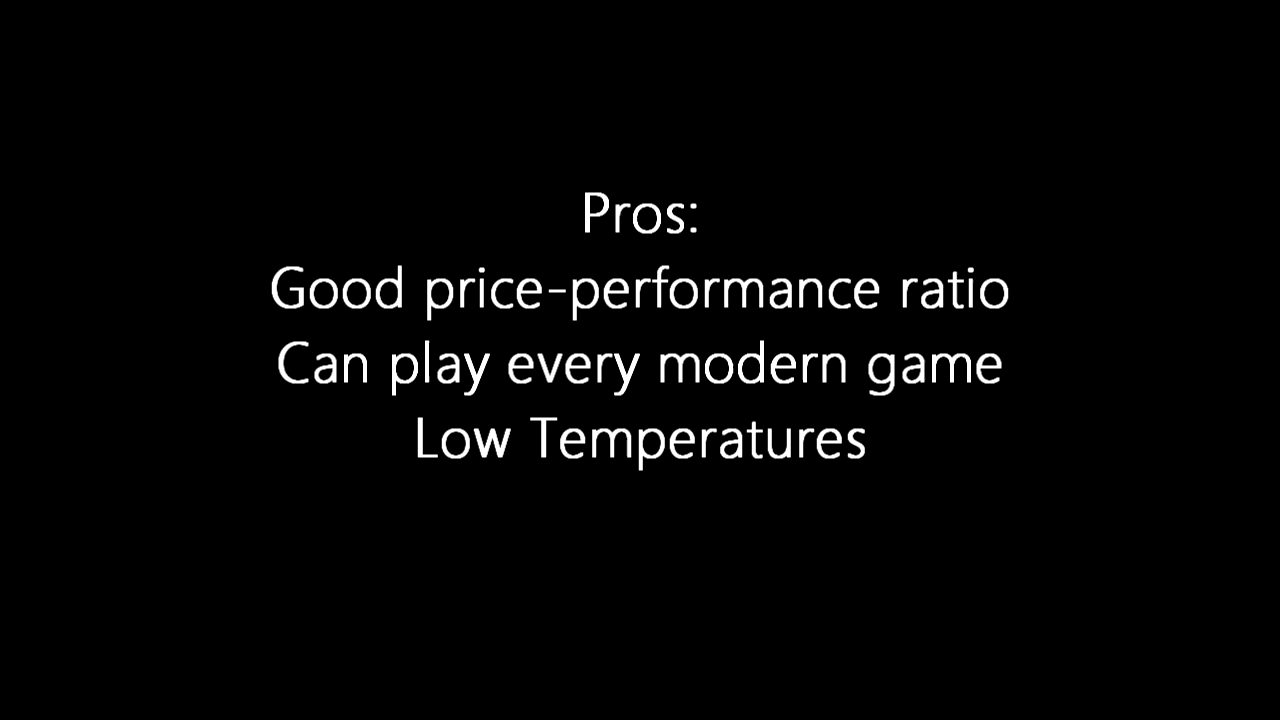 Pros:
Good price-performance ratio
Can play every modern game
Low Temperatures